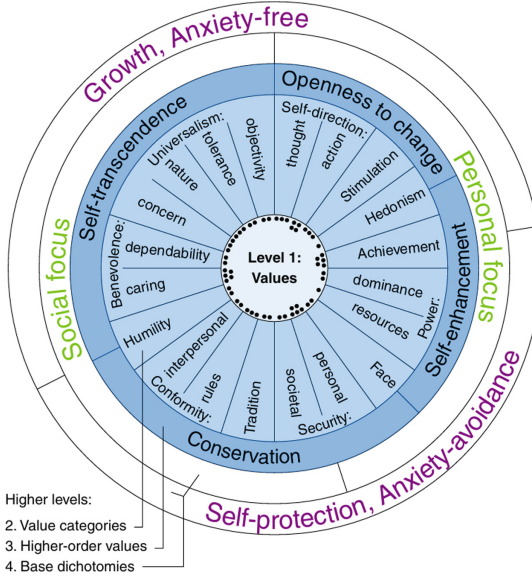 Growth, Anxiety-free
Self-protection, Anxiety-avoidance
Social focus
Personal focus
Self-transcendence
Openness to change
Self-enhancement
Conservation
Universalism:
nature
tolerance
objectivity
concern
Self-direction:
thought
action
Stimulation
Hedonism
Achievement
Power:
dominance
resources
Face
Security:
personal
societal
Tradition
Conformity:
rules
interpersonal
Humility
Benevolence:
caring
dependability
Level 1:
Values
Higher levels:
2. Value categories
3. Higher-order values
4. Base dichotomies